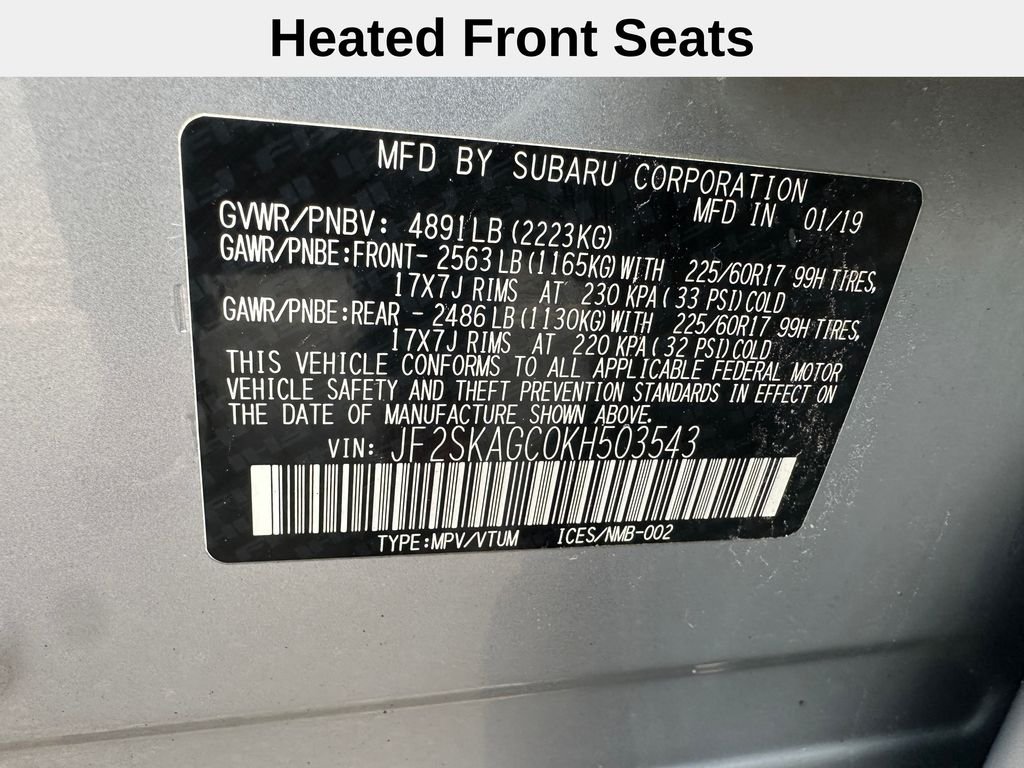 Heated Front Seats
MFD BY SUBARU CORPORATION
MFD IN 01/19
GVWR/PNBV: 4891LB (2223KG)
GAWR/PNBE:FRONT- 2563 LB (1165KG) WITH 225/60R17 99H TIRES,
17X7J RIMS AT 230 KPA ( 33 PSI) COLD
GAWR/PNBE:REAR - 2486 LB (1130KG) WITH 225/60R17 99H TIRES,
17X7J RIMS AT 220 KPA ( 32 PSI) COLD
THIS VEHICLE CONFORMS TO ALL APPLICABLE FEDERAL MOTOR
VEHICLE SAFETY AND THEFT PREVENTION STANDARDS IN EFFECT ON
THE DATE OF MANUFACTURE SHOWN ABOVE.
VIN: JF2SKAGC0KH503543
TYPE:MPV/VTUM ICES/NMB-002